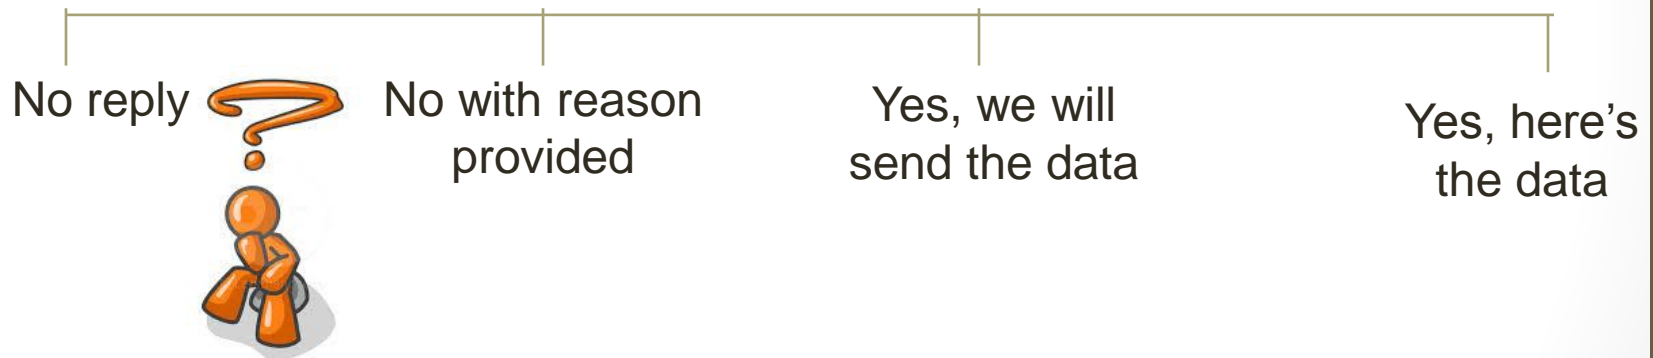 No reply
No with reason
provided
Yes, we will
send the data
Yes, here’s
the data